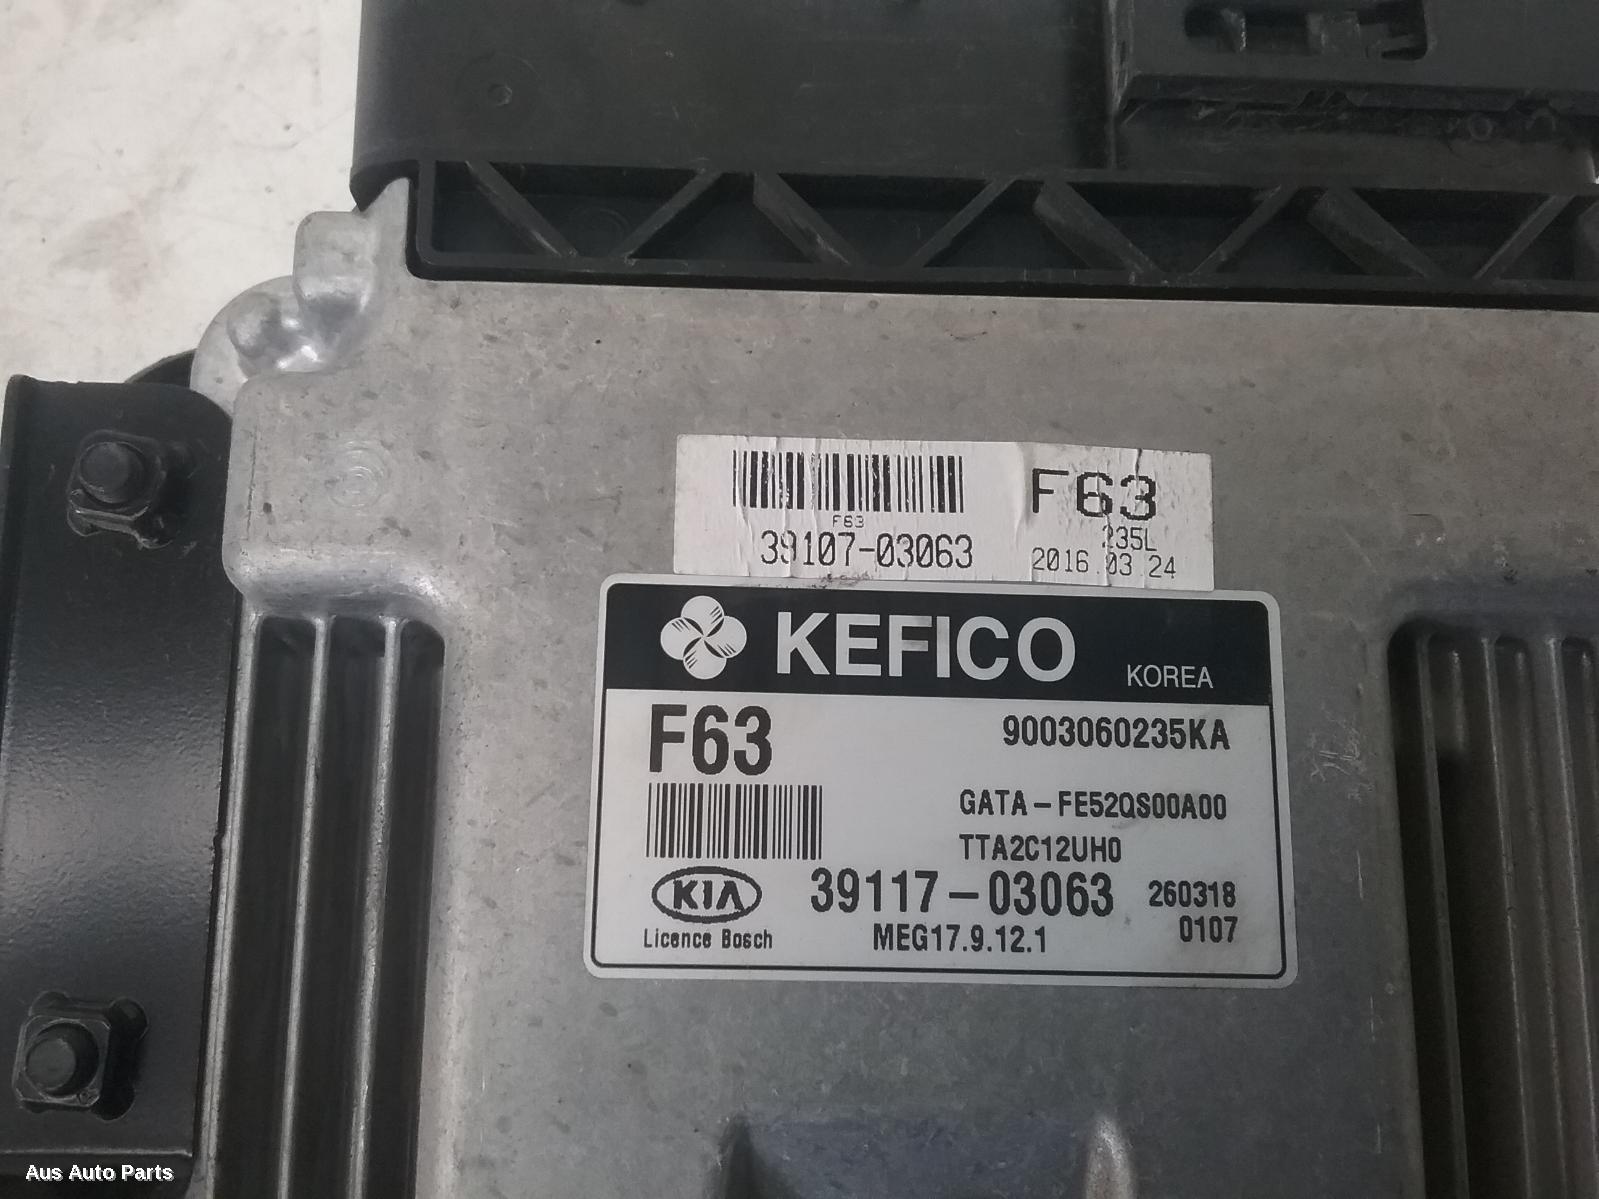 F63
F63
39107-03063
235L
2016.03.24
KEFICO
KOREA
F63
9003060235KA
GATA-FE52QS00A00
TTA2C12UH0
KIA
39117-03063
260318
Licence Bosch
MEG17.9.12.1
0107
Aus Auto Parts